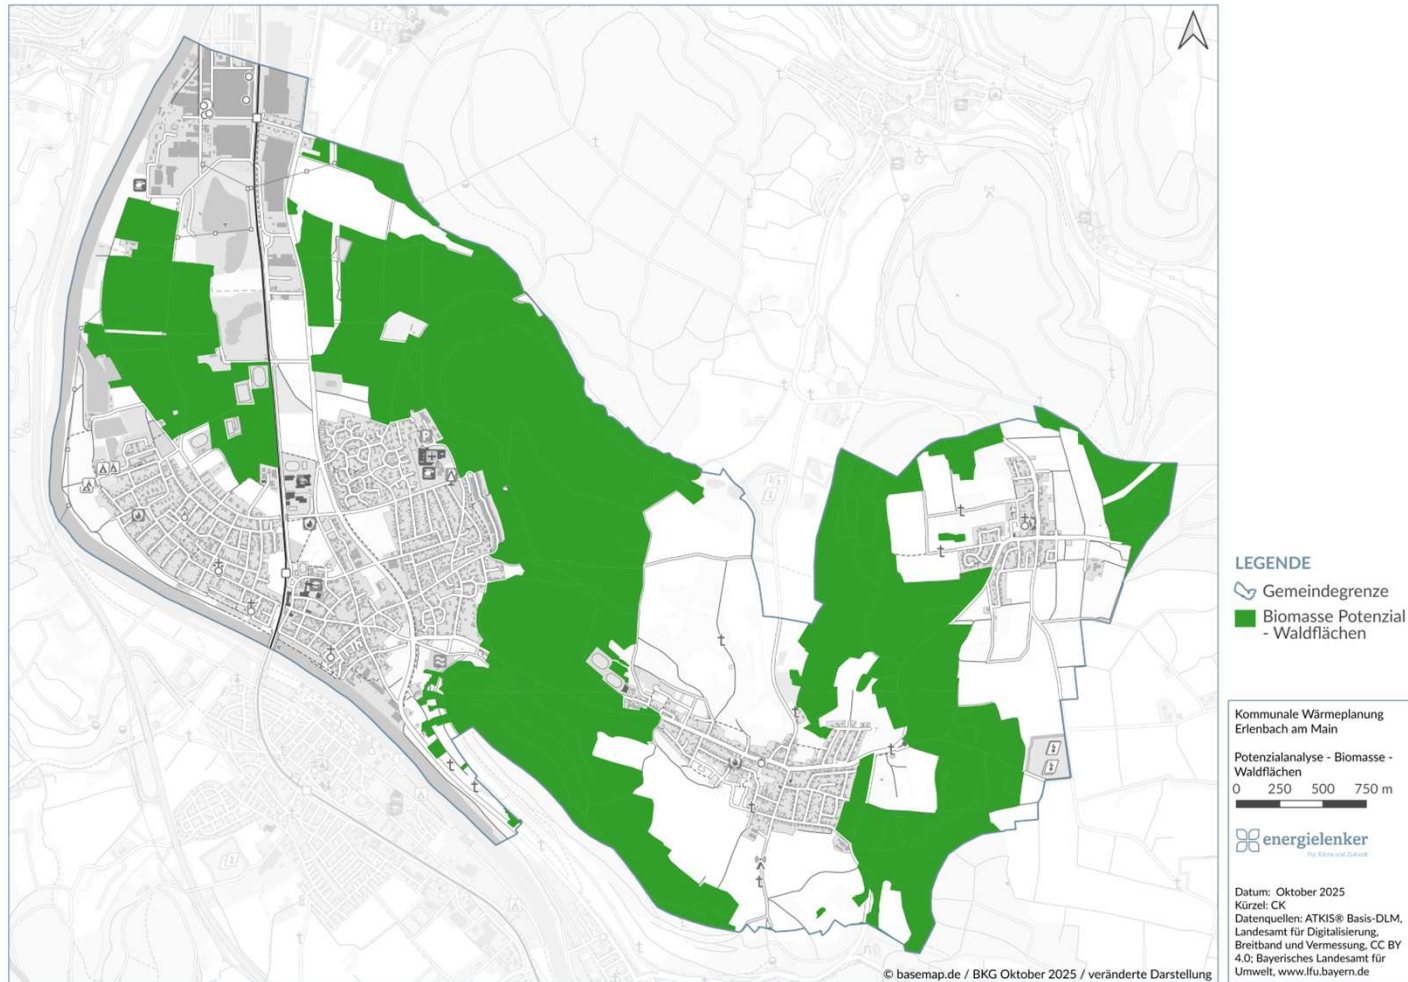 LEGENDE
Gemeindegrenze
Biomasse Potenzial
- Waldflächen
Kommunale Wärmeplanung
Erlenbach am Main
Potenzialanalyse - Biomasse -
Waldflächen
0 250 500 750 m
energielenker
Für Klima und Zukunft
Datum: Oktober 2025
Kürzel: CK
Datenquellen: ATKIS® Basis-DLM,
Landesamt für Digitalisierung,
Breitband und Vermessung, CC BY
4.0; Bayerisches Landesamt für
Umwelt, www.lfu.bayern.de
© basemap.de / BKG Oktober 2025 / veränderte Darstellung